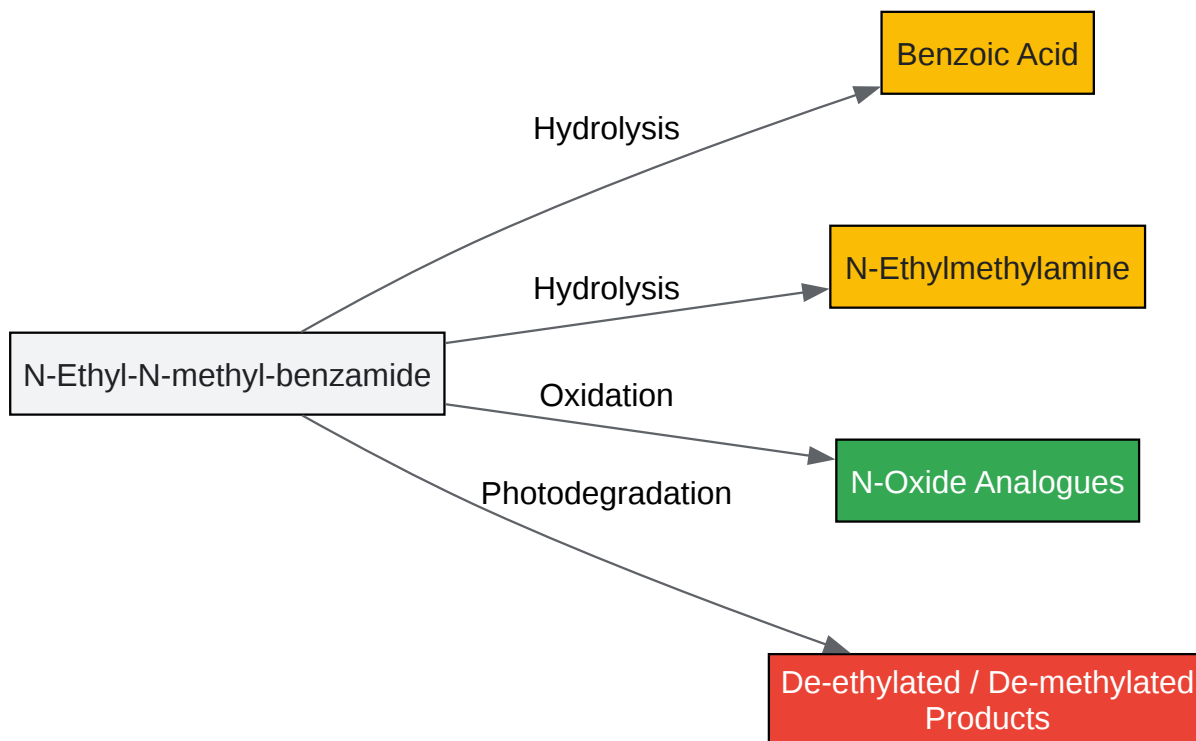 Benzoic Acid
Hydrolysis
N-Ethylmethylamine
Hydrolysis
N-Ethyl-N-methyl-benzamide
Oxidation
N-Oxide Analogues
Photodegradation
De-ethylated / De-methylated
Products